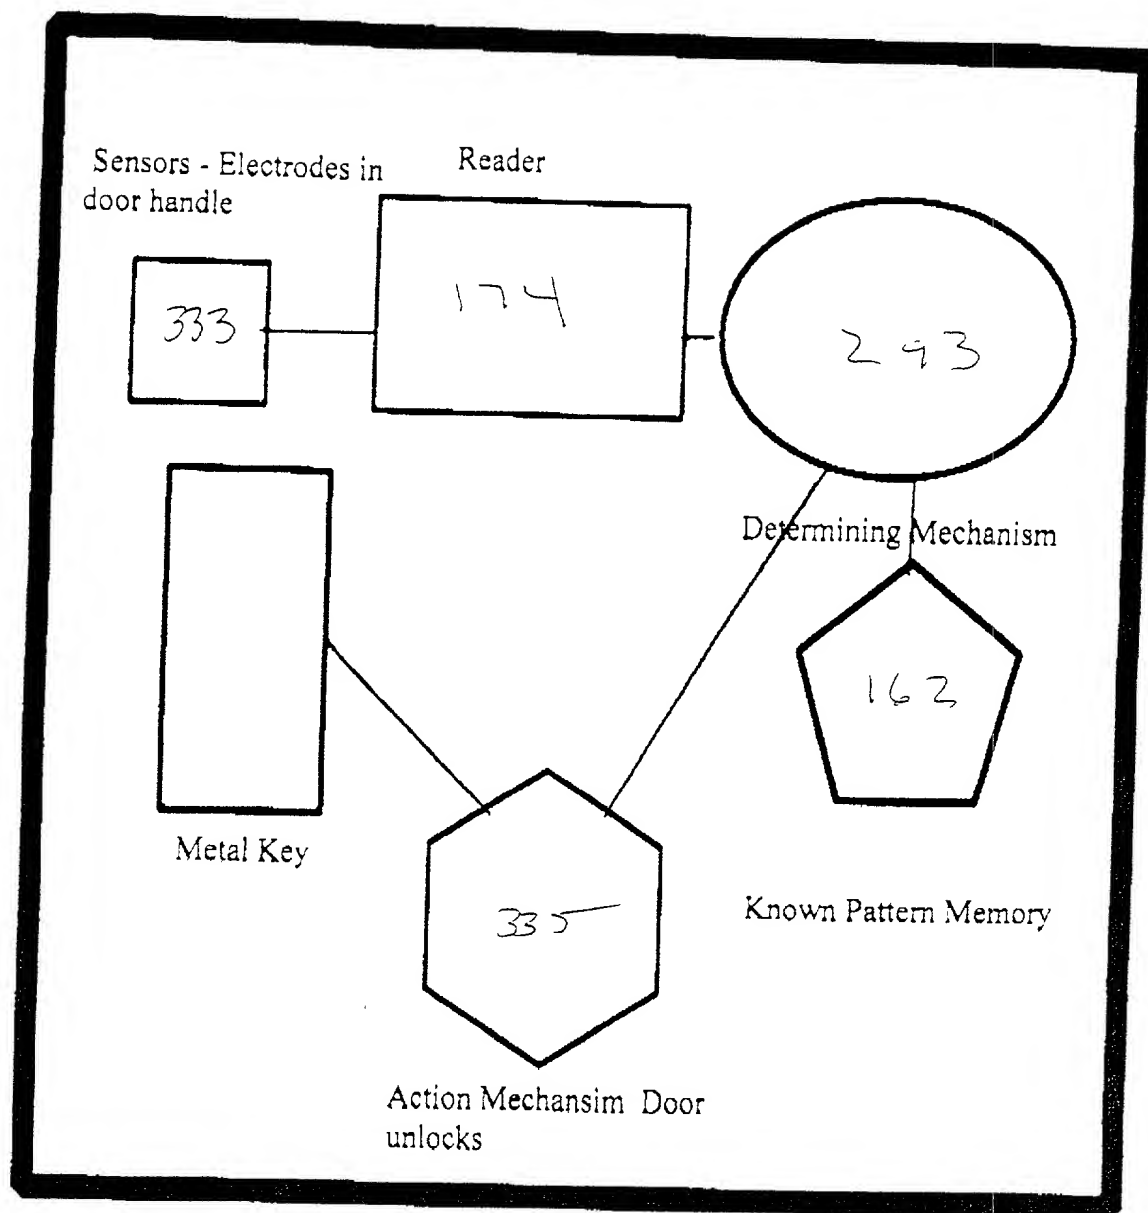 Sensors - Electrodes in
door handle
Reader
333
174
293
Determining Mechanism
162
Metal Key
335
Known Pattern Memory
Action Mechansim Door
unlocks